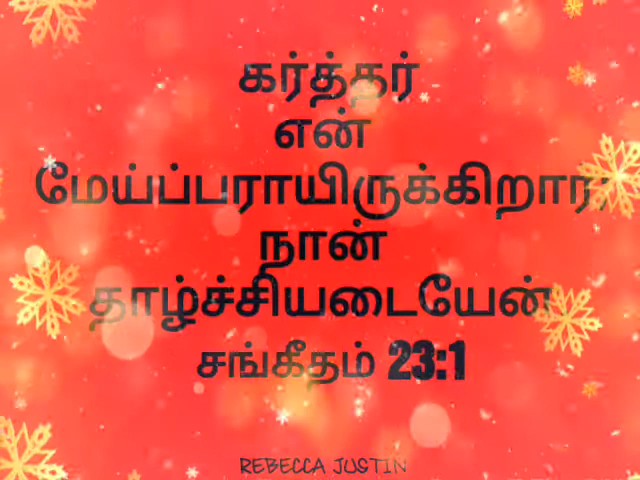 கர்த்தர்
என்
மேய்ப்பராயிருக்கிறார்;
நான்
தாழ்ச்சியடையேன்
சங்கீதம் 23:1
REBECCA JUSTIN